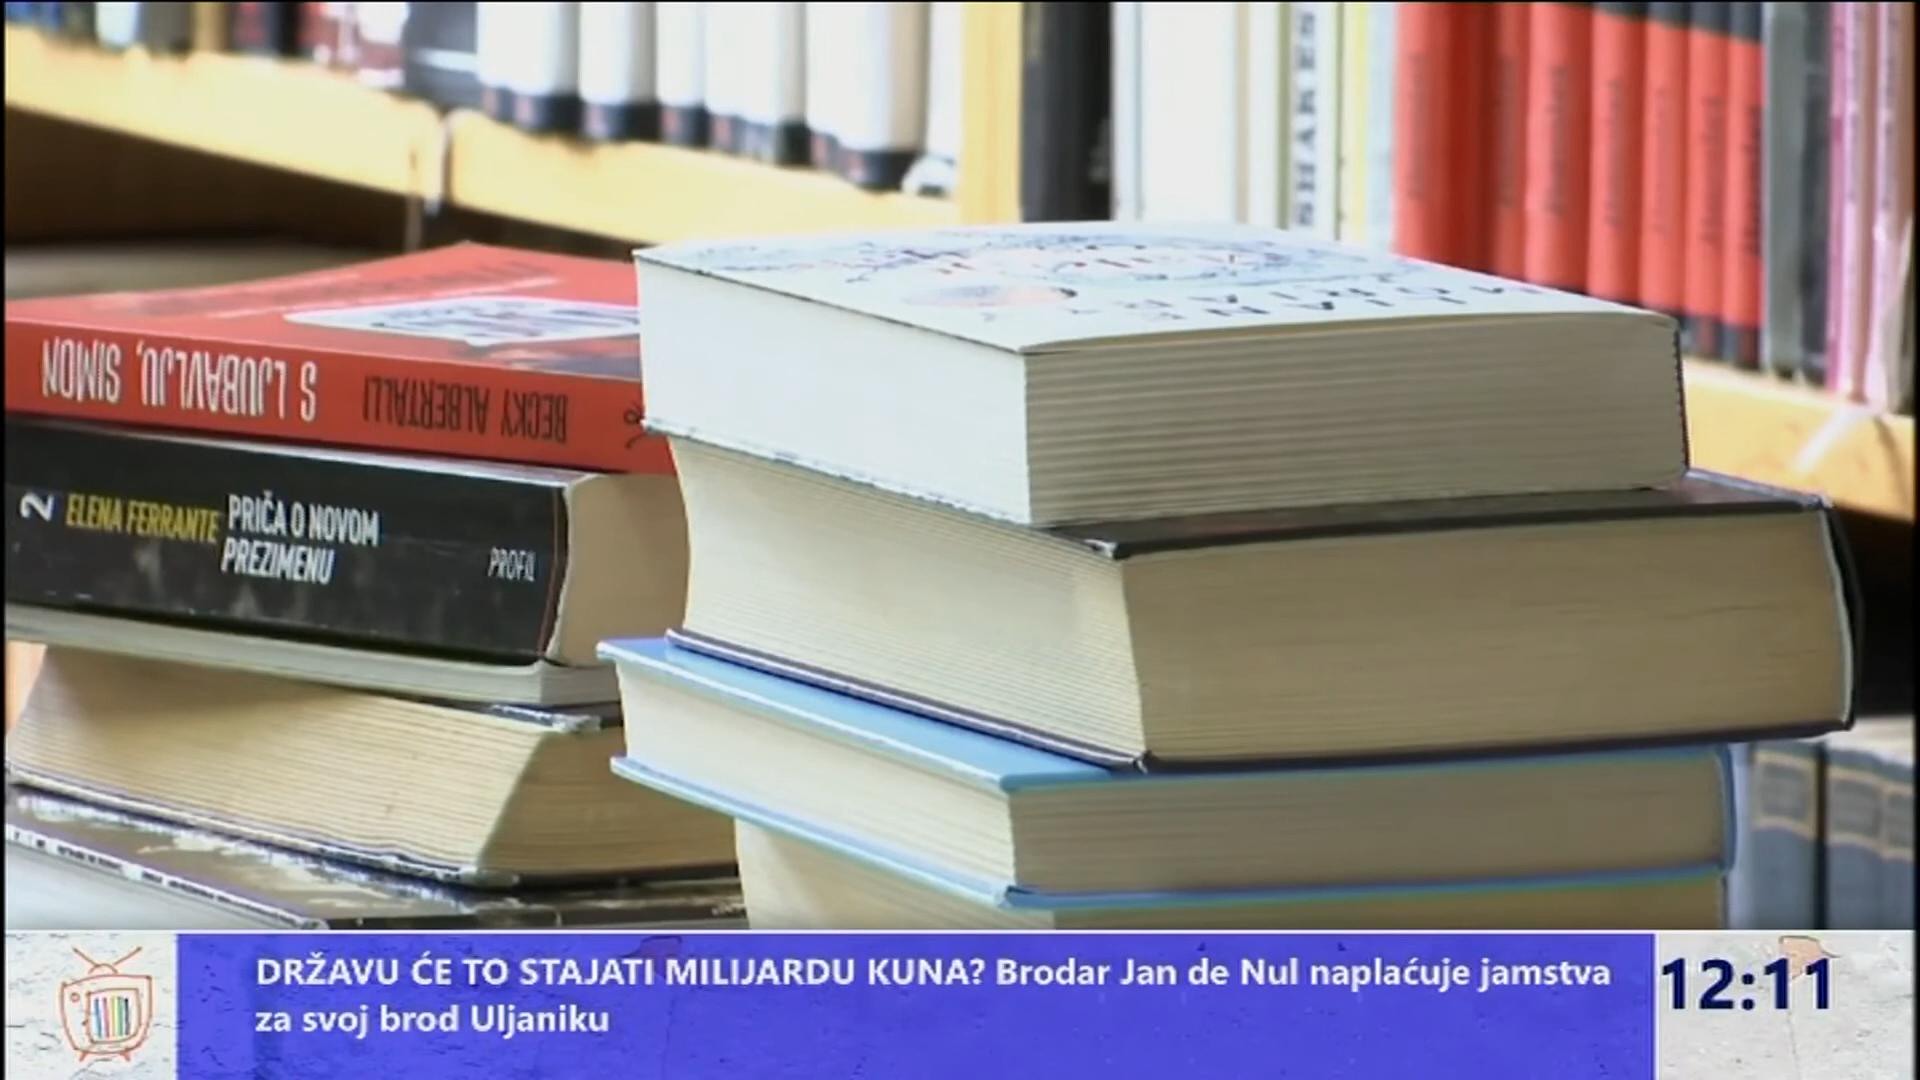 SHAKES
S LJUBAVLJU, SIMON
BECKY ALBERTALLI
2 ELENA FERRANTE PRIČA O NOVOM
PREZIMENU
PROFIL
DRŽAVU ĆE TO STAJATI MILIJARDU KUNA? Brodar Jan de Nul naplaćuje jamstva
za svoj brod Uljaniku
12:11